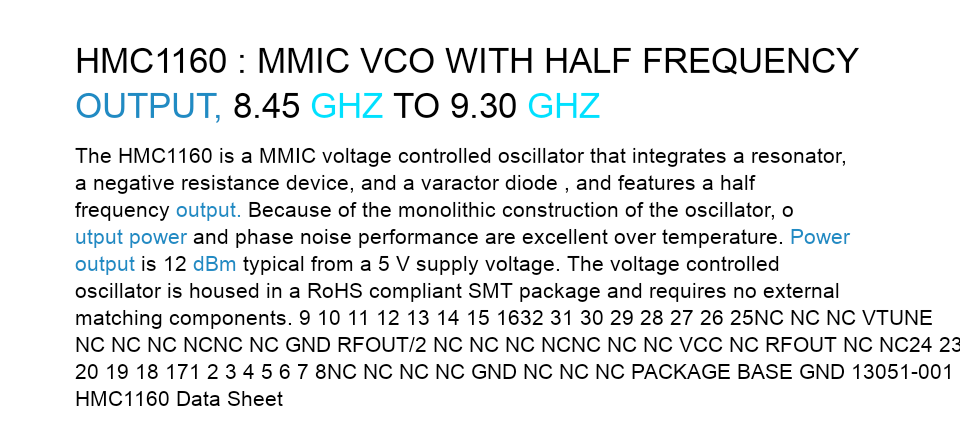 HMC1160 : MMIC VCO WITH HALF FREQUENCY
OUTPUT, 8.45 GHZ TO 9.30 GHZ
The HMC1160 is a MMIC voltage controlled oscillator that integrates a resonator,
a negative resistance device, and a varactor diode , and features a half
frequency output. Because of the monolithic construction of the oscillator, o
utput power and phase noise performance are excellent over temperature. Power
output is 12 dBm typical from a 5 V supply voltage. The voltage controlled
oscillator is housed in a RoHS compliant SMT package and requires no external
matching components. 9 10 11 12 13 14 15 1632 31 30 29 28 27 26 25NC NC NC VTUNE
NC NC NC NCNC NC GND RFOUT/2 NC NC NC NCNC NC NC VCC NC RFOUT NC NC24 23
20 19 18 171 2 3 4 5 6 7 8NC NC NC NC GND NC NC NC PACKAGE BASE GND 13051-001
HMC1160 Data Sheet